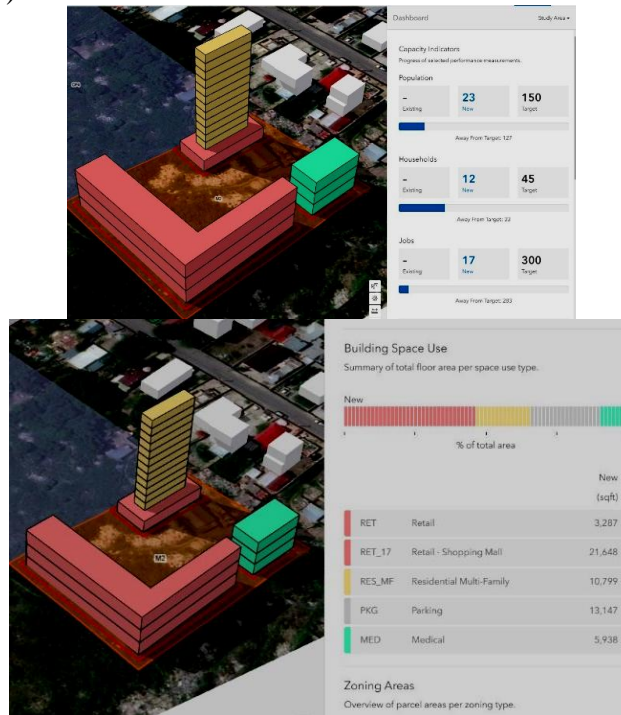 Dashboard
Study Area
Capacity Indicators
Progress of selected performance measurements.
Population
- 23 150
Existing New Target
Away From Target: 127
Households
- 12 45
Existing New Target
Away From Target: 33
Jobs
- 17 300
Existing New Target
Away From Target: 283
Building Space Use
Summary of total floor area per space use type.
New
% of total area
New
(sqft)
RET Retail 3,287
RET_17 Retail - Shopping Mall 21,648
RES_MF Residential Multi-Family 10,799
PKG Parking 13,147
MED Medical 5,938
M2
Zoning Areas
Overview of parcel areas per zoning type.